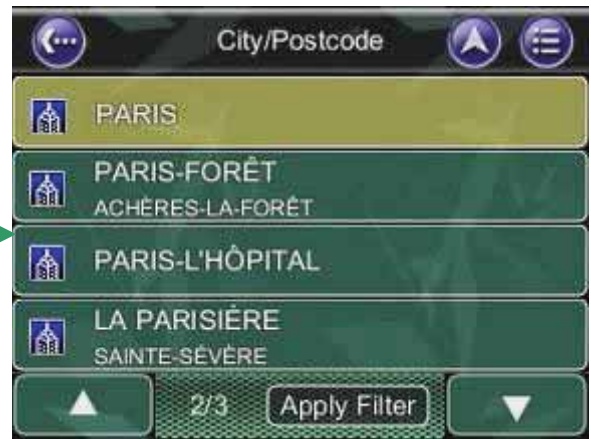 City/Postcode
PARIS
PARIS-FORÊT
ACHÈRES-LA-FORÊT
PARIS-L'HÔPITAL
LA PARISIÈRE
SAINTE-SÉVÈRE
2/3 Apply Filter